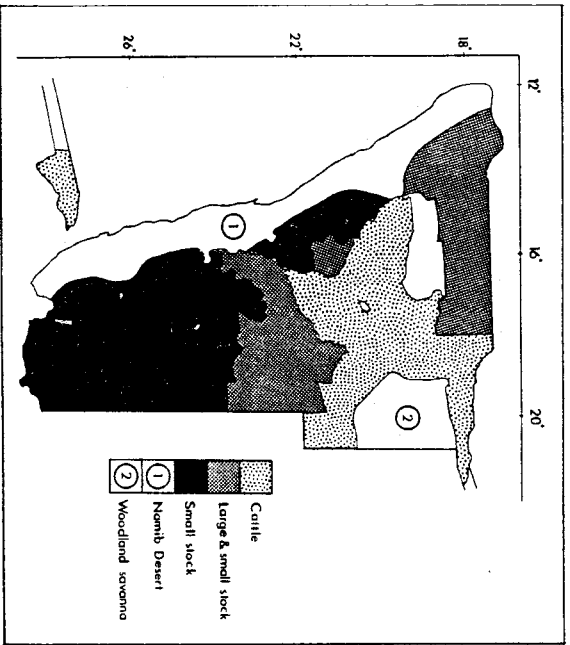 12°
16°
20°
18°
22°
26°
1
2
Cattle
Large & small stock
Small stock
1 Namib Desert
2 Woodland savanna